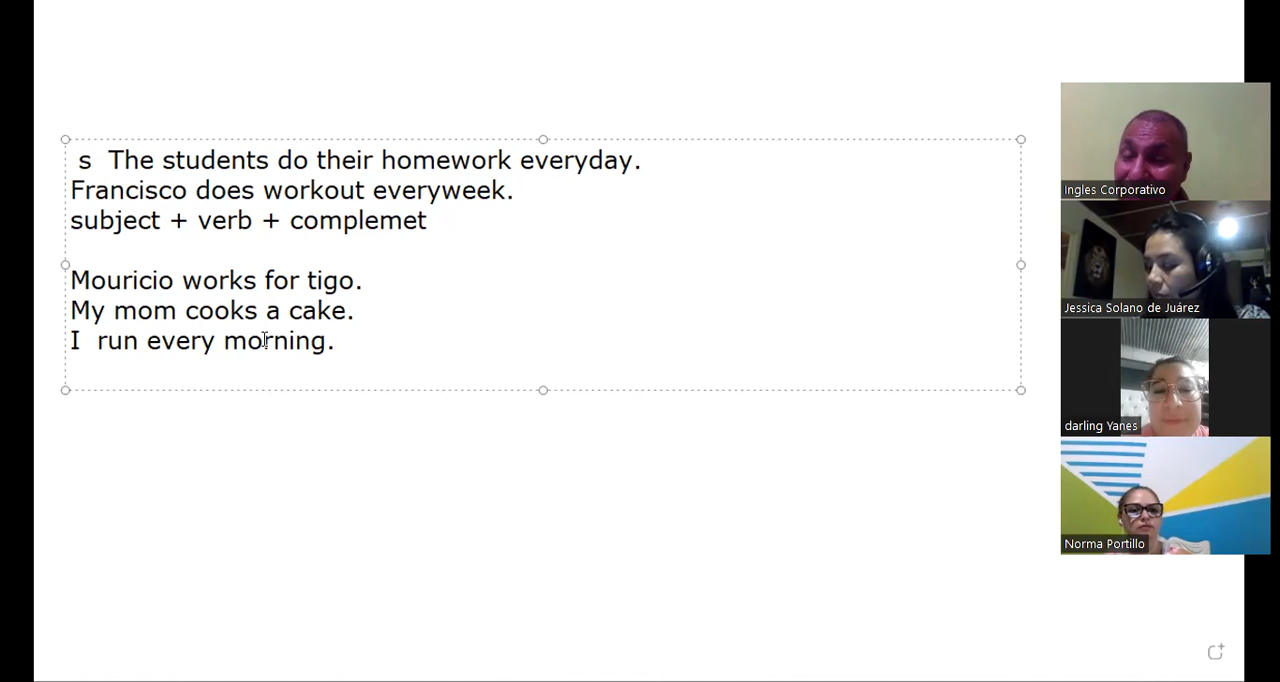 s The students do their homework everyday.
Francisco does workout everyweek.
subject + verb + complemet
Mouricio works for tigo.
My mom cooks a cake.
I run every morning.
Ingles Corporativo
Jessica Solano de Juárez
darling Yanes
Norma Portillo